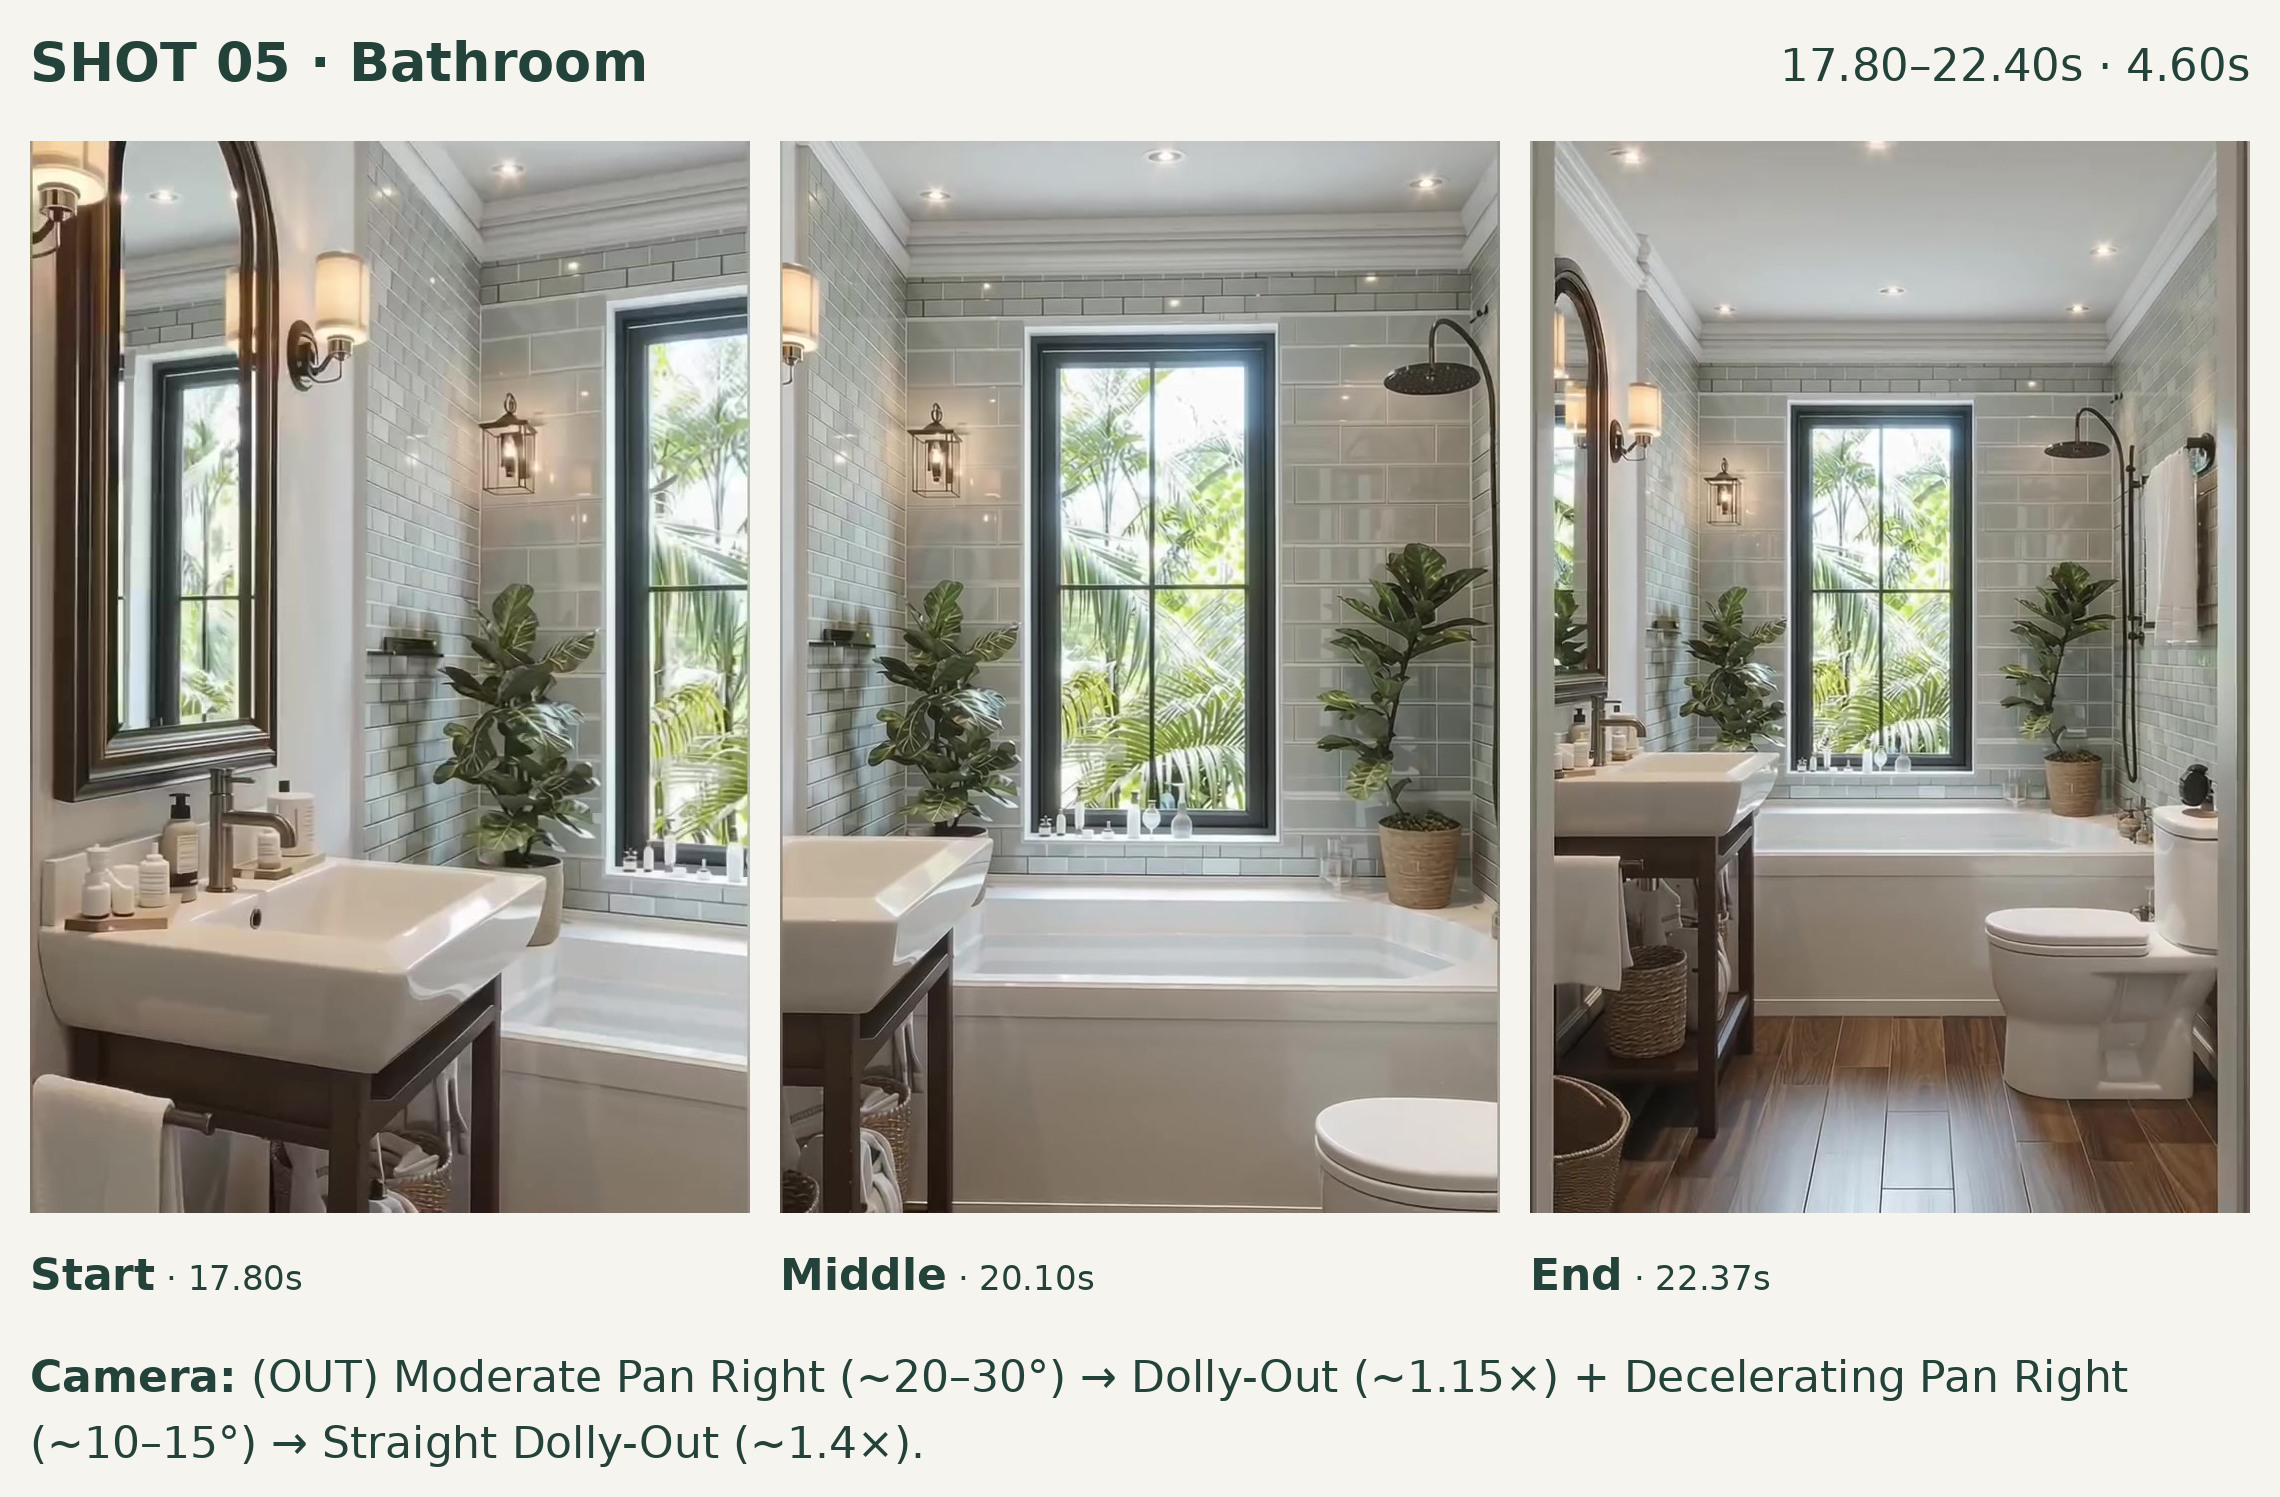 SHOT 05 · Bathroom
17.80–22.40s · 4.60s
Start · 17.80s
Middle · 20.10s
End · 22.37s
Camera: (OUT) Moderate Pan Right (~20–30°) → Dolly-Out (~1.15×) + Decelerating Pan Right
(~10–15°) → Straight Dolly-Out (~1.4×).